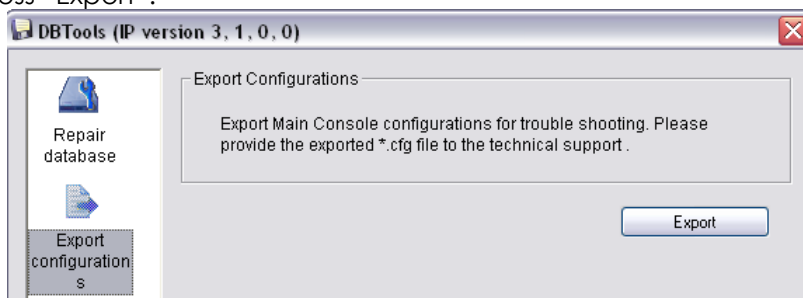 "Export".
DBTools (IP version 3, 1, 0, 0)
Repair
database
Export
configuration
s
Export Configurations
Export Main Console configurations for trouble shooting. Please
provide the exported *.cfg file to the technical support .
Export